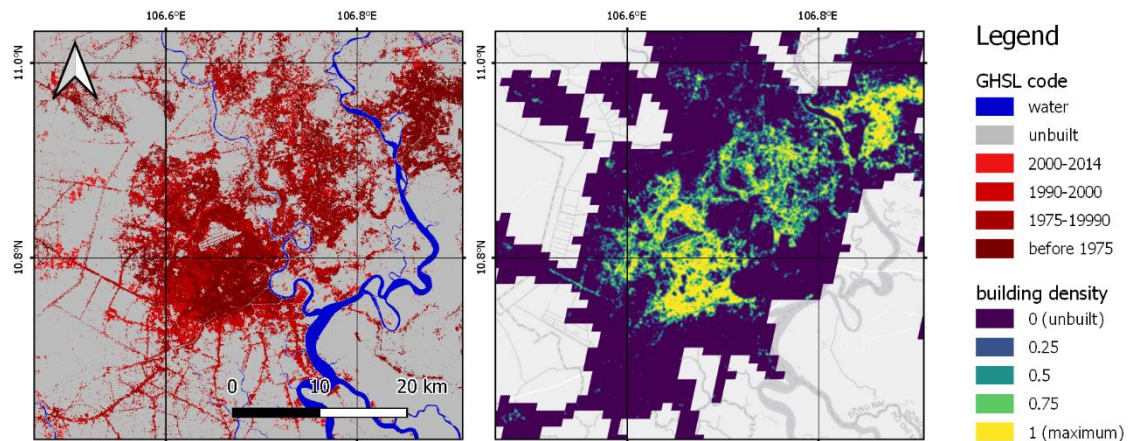 106.6°E 106.8°E 106.6°E 106.8°E
11.0°N
10.8°N
0 10 20 km
11.0°N
10.8°N
ĐỒNG NAI
Legend
GHSL code
water
unbuilt
2000-2014
1990-2000
1975-19990
before 1975
building density
0 (unbuilt)
0.25
0.5
0.75
1 (maximum)